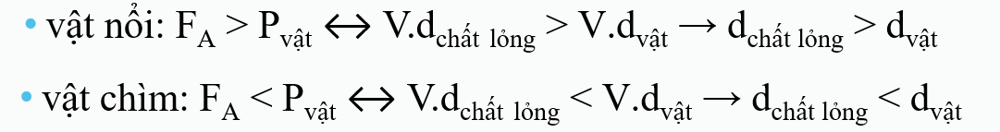 • vật nổi: F_A > P_vật ↔ V.d_chất lỏng > V.d_vật → d_chất lỏng > d_vật
• vật chìm: F_A < P_vật ↔ V.d_chất lỏng < V.d_vật → d_chất lỏng < d_vật